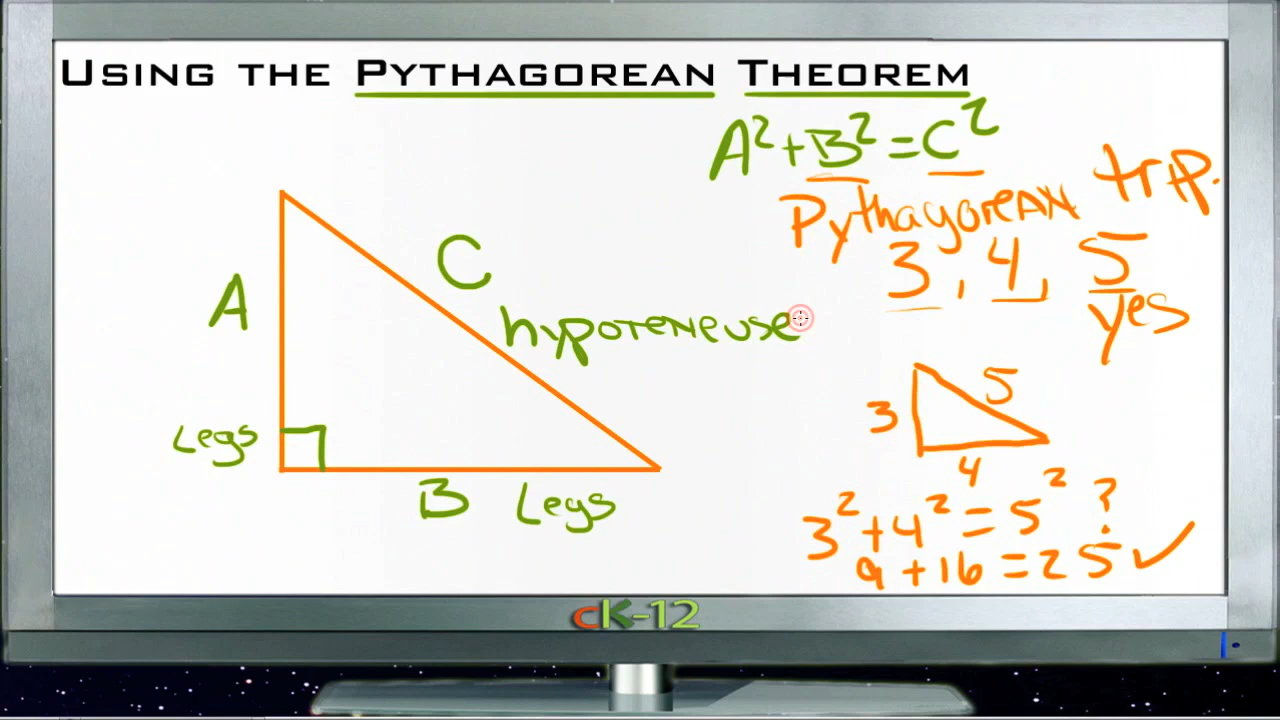 USING THE PYTHAGOREAN THEOREM
A² + B² = C²
Pythagorean trip.
3, 4, 5
yes
A
C
hypoteneuse
Legs
B Legs
3
5
4
3² + 4² = 5² ?
9 + 16 = 25 ✓
cK-12